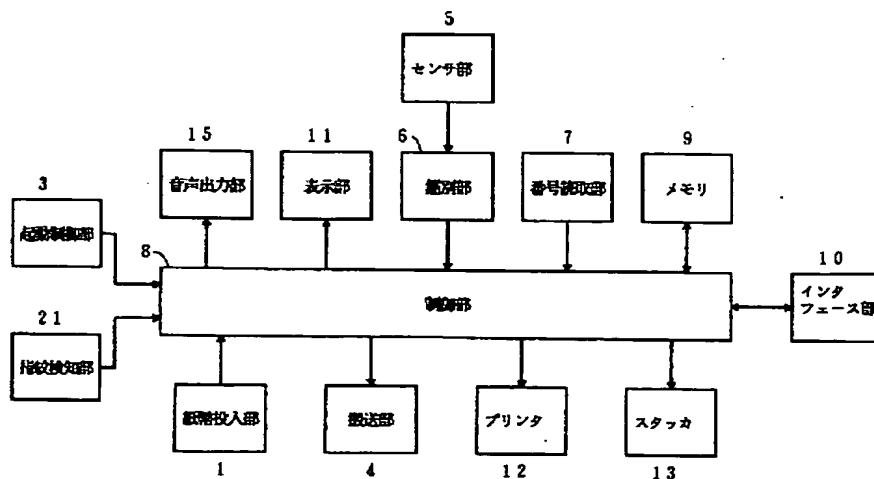 5
センサ部
15
11
6
7
9
音声出力部
表示部
鑑別部
番号読取部
メモリ
3
起動制御部
8
10
制御部
インタ
フェース部
21
指紋検知部
紙幣投入部
搬送部
プリンタ
スタッカ
1
4
12
13